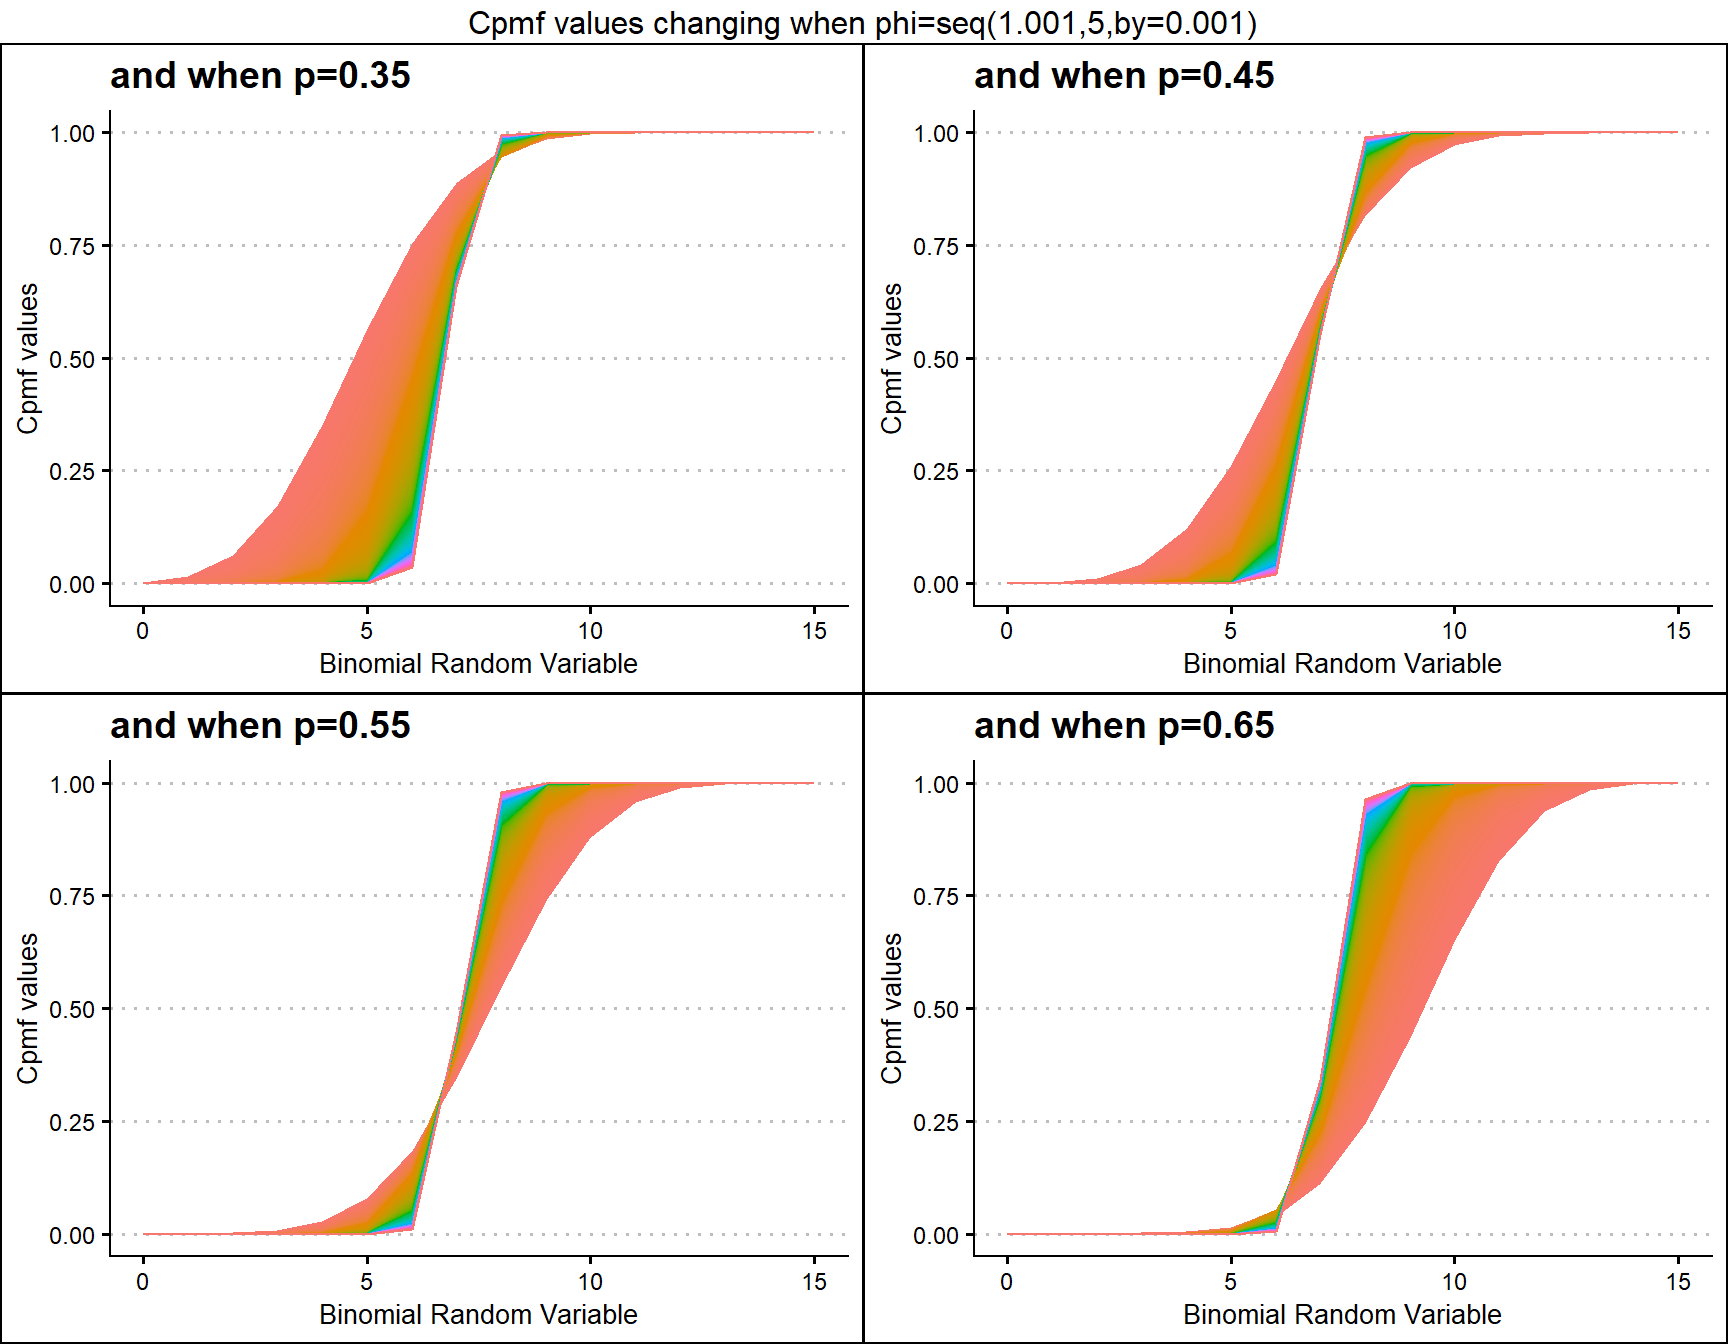 Cpmf values changing when phi=seq(1.001,5,by=0.001)
and when p=0.35
1.00
0.75
0.50
0.25
0.00
Cpmf values
0 5 10 15
Binomial Random Variable
and when p=0.45
1.00
0.75
0.50
0.25
0.00
Cpmf values
0 5 10 15
Binomial Random Variable
and when p=0.55
1.00
0.75
0.50
0.25
0.00
Cpmf values
0 5 10 15
Binomial Random Variable
and when p=0.65
1.00
0.75
0.50
0.25
0.00
Cpmf values
0 5 10 15
Binomial Random Variable